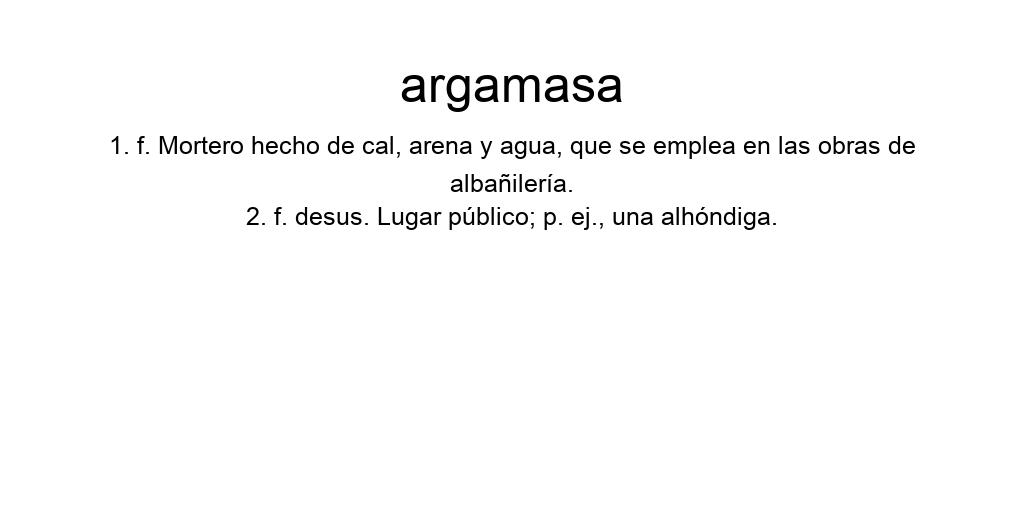 argamasa
1. f. Mortero hecho de cal, arena y agua, que se emplea en las obras de
albañilería.
2. f. desus. Lugar público; p. ej., una alhóndiga.